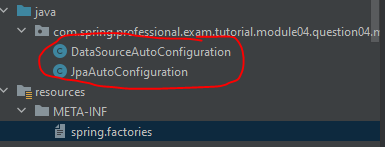 java
com.spring.professional.exam.tutorial.module04.question04.
DataSourceAutoConfiguration
JpaAutoConfiguration
resources
META-INF
spring.factories